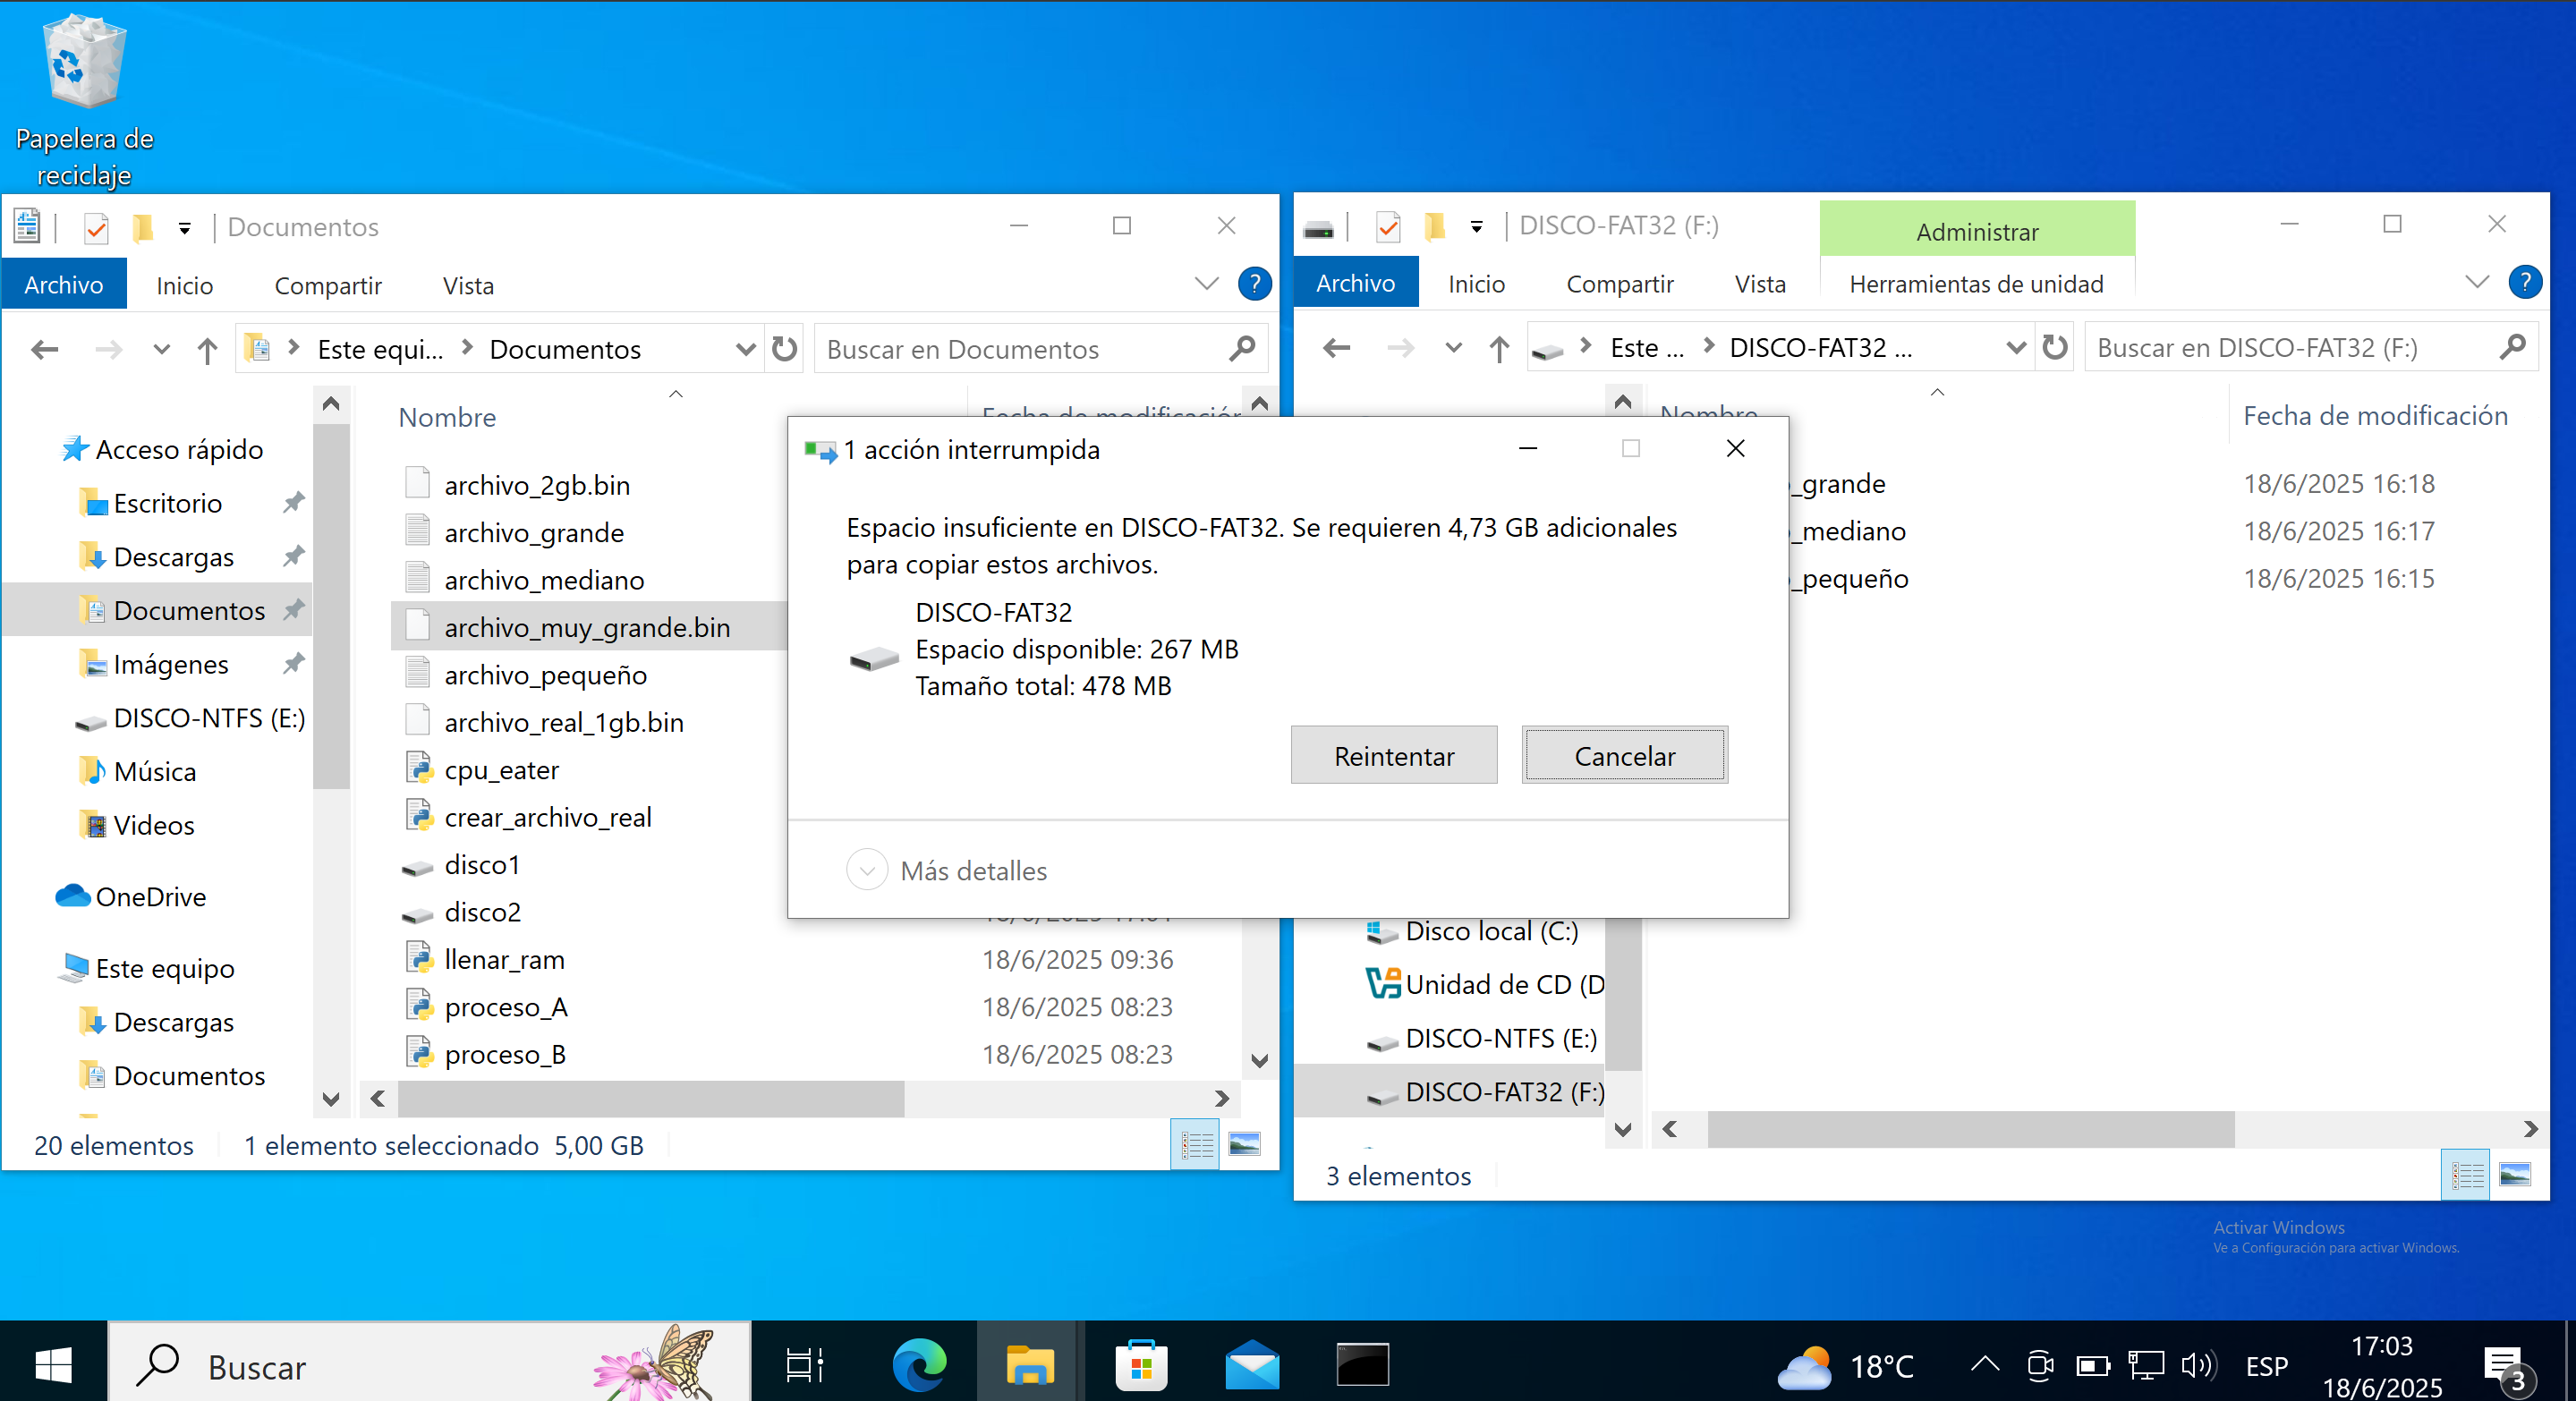 Papelera de
reciclaje
Documentos
Archivo
Inicio
Compartir
Vista
?
Este equi...
Documentos
Buscar en Documentos
Acceso rápido
Escritorio
Descargas
Documentos
Imágenes
DISCO-NTFS (E:)
Música
Videos
OneDrive
Este equipo
Descargas
Documentos
Nombre
Fecha de modificación
archivo_2gb.bin
archivo_grande
archivo_mediano
archivo_muy_grande.bin
archivo_pequeño
archivo_real_1gb.bin
cpu_eater
crear_archivo_real
disco1
disco2
llenar_ram 18/6/2025 09:36
proceso_A 18/6/2025 08:23
proceso_B 18/6/2025 08:23
20 elementos
1 elemento seleccionado 5,00 GB
DISCO-FAT32 (F:)
Administrar
Archivo
Inicio
Compartir
Vista
Herramientas de unidad
?
Este ...
DISCO-FAT32 ...
Buscar en DISCO-FAT32 (F:)
Nombre
Fecha de modificación
_grande 18/6/2025 16:18
_mediano 18/6/2025 16:17
_pequeño 18/6/2025 16:15
Disco local (C:)
Unidad de CD (D
DISCO-NTFS (E:)
DISCO-FAT32 (F:)
3 elementos
1 acción interrumpida
Espacio insuficiente en DISCO-FAT32. Se requieren 4,73 GB adicionales
para copiar estos archivos.
DISCO-FAT32
Espacio disponible: 267 MB
Tamaño total: 478 MB
Reintentar
Cancelar
Más detalles
Activar Windows
Ve a Configuración para activar Windows.
Buscar
18°C
ESP
17:03
18/6/2025
3